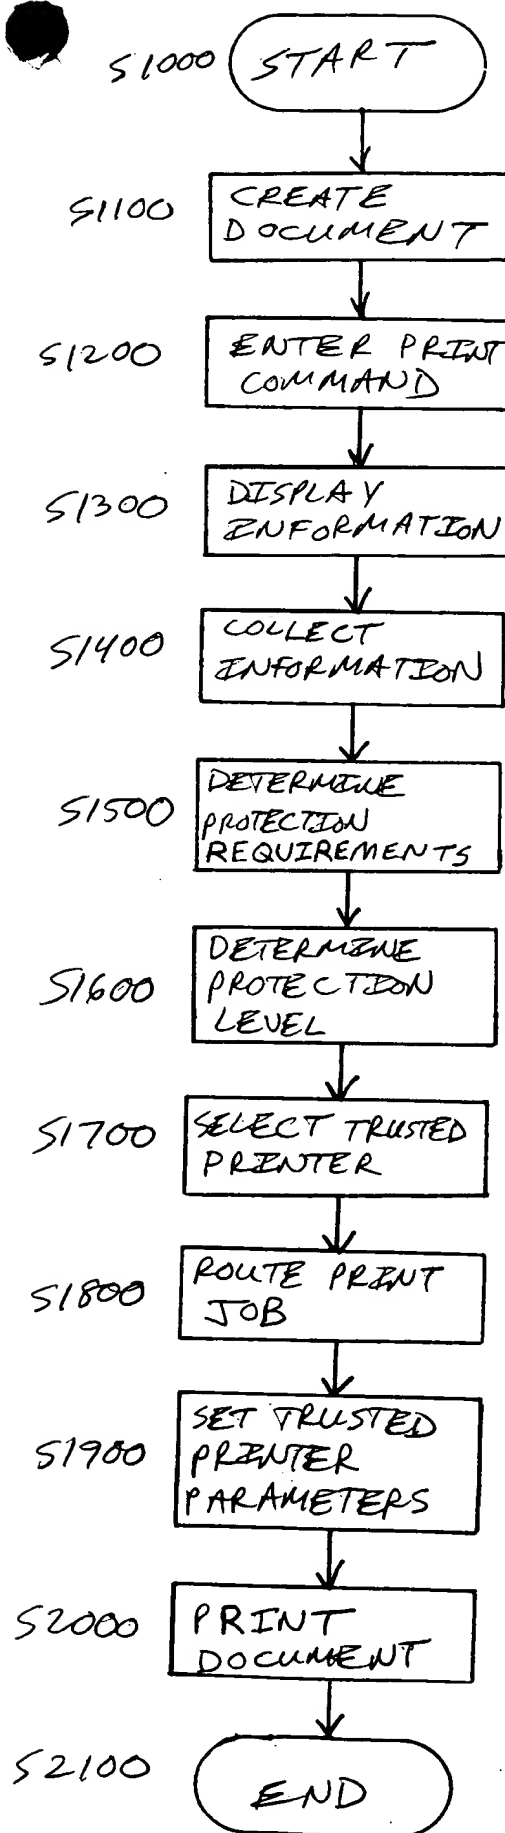 S1000 START
S1100 CREATE
DOCUMENT
S1200 ENTER PRINT
COMMAND
S1300 DISPLAY
INFORMATION
S1400 COLLECT
INFORMATION
S1500 DETERMINE
PROTECTION
REQUIREMENTS
S1600 DETERMINE
PROTECTION
LEVEL
S1700 SELECT TRUSTED
PRINTER
S1800 ROUTE PRINT
JOB
S1900 SET TRUSTED
PRINTER
PARAMETERS
S2000 PRINT
DOCUMENT
S2100 END